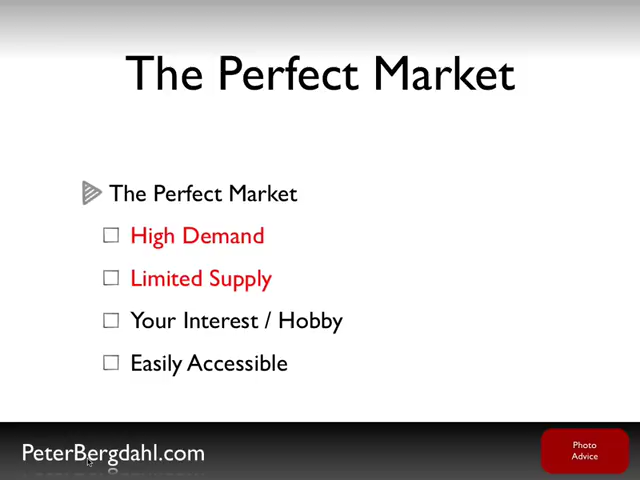 The Perfect Market
The Perfect Market
High Demand
Limited Supply
Your Interest / Hobby
Easily Accessible
PeterBergdahl.com
Photo
Advice